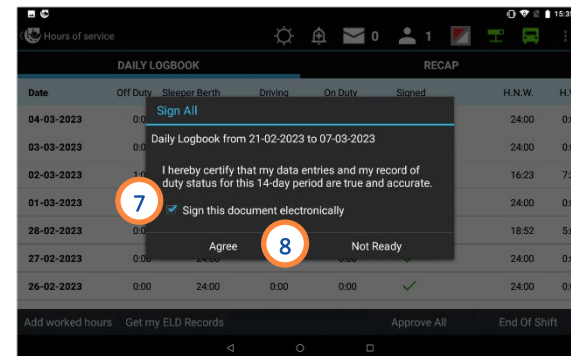 15:35
Hours of service 0 1
DAILY LOGBOOK RECAP
Date Off Duty Sleeper Berth Driving On Duty Signed H.N.W.
Sign All
Daily Logbook from 21-02-2023 to 07-03-2023
I hereby certify that my data entries and my record of
duty status for this 14-day period are true and accurate.
7 Sign this document electronically
Agree 8 Not Ready
04-03-2023 24:00
03-03-2023 24:00
02-03-2023 16:23
01-03-2023 24:00
28-02-2023 0:00 18:52
27-02-2023 0:00 24:00 0:00 24:00
26-02-2023 0:00 24:00 0:00 0:00 24:00
Add worked hours Get my ELD Records Approve All End Of Shift